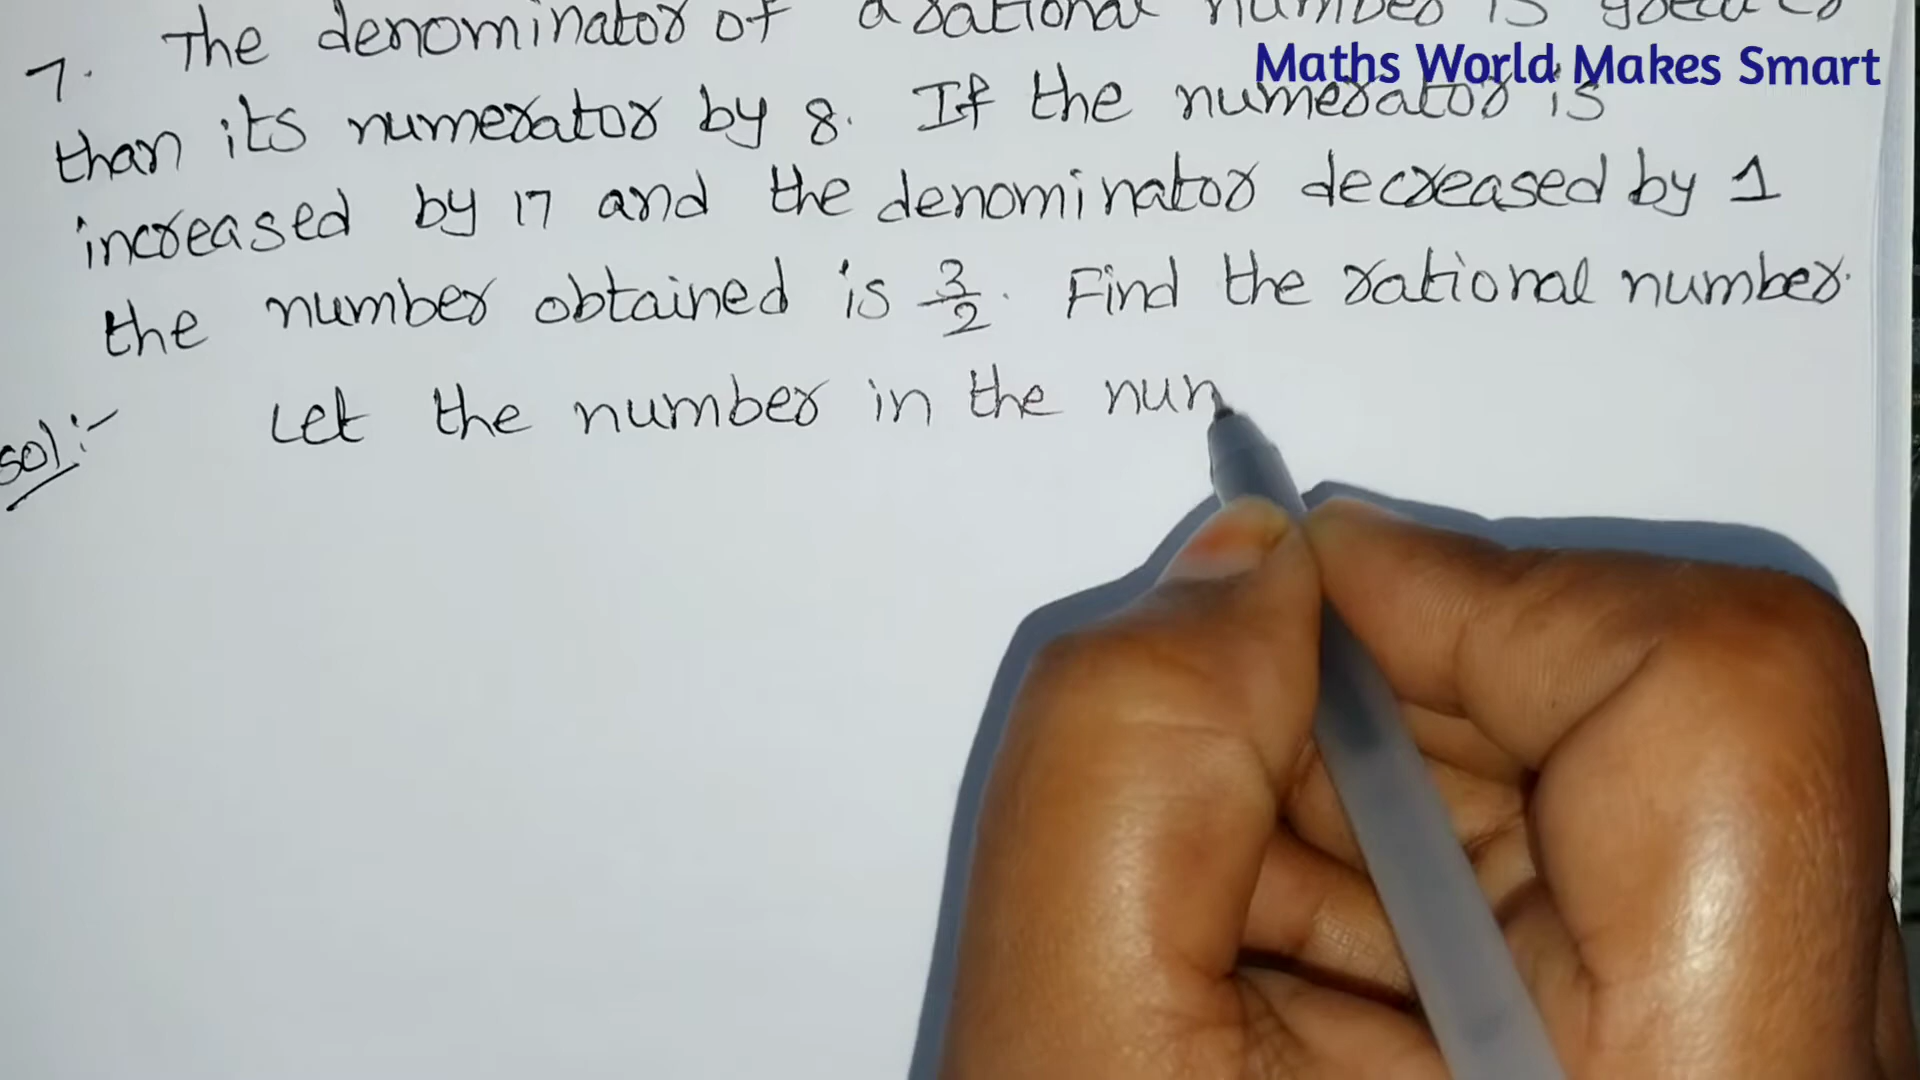 7. The denominator of a rational number is greater
Maths World Makes Smart
than its numerator by 8. If the numerator is
increased by 17 and the denominator decreased by 1
the number obtained is 3/2. Find the rational number.
Sol:- Let the number in the num